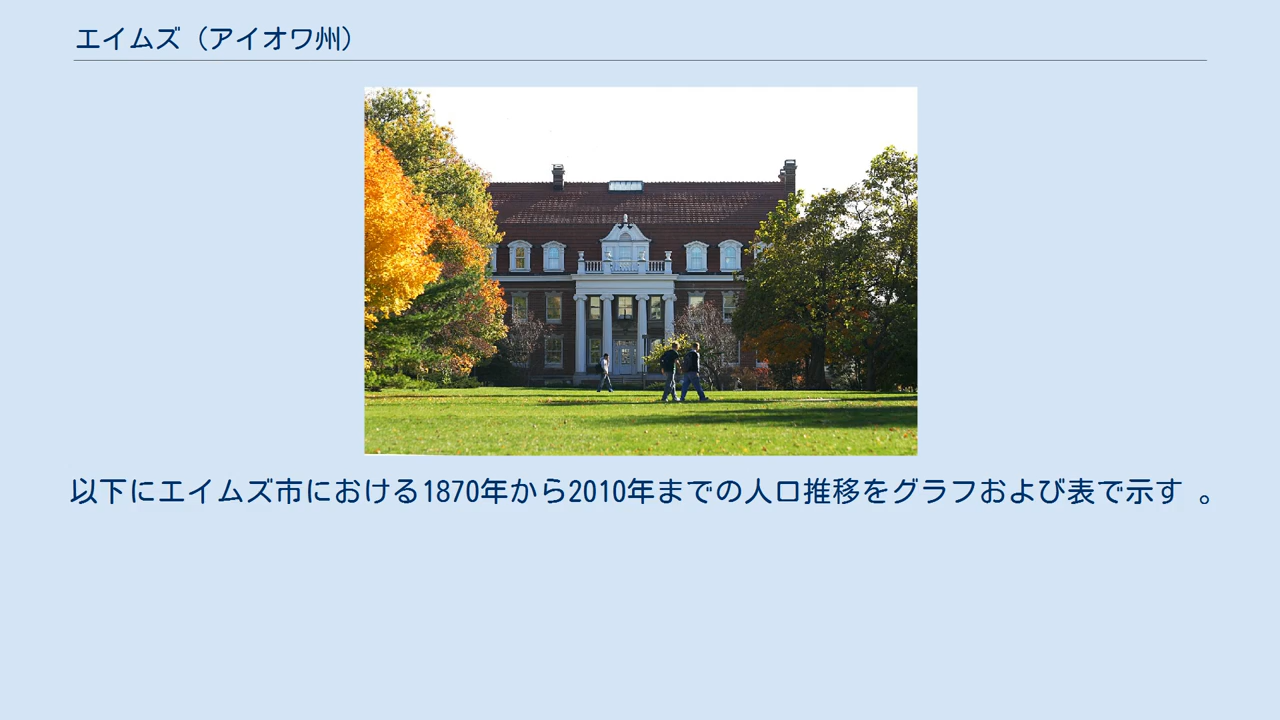 エイムズ（アイオワ州）
以下にエイムズ市における1870年から2010年までの人口推移をグラフおよび表で示す 。